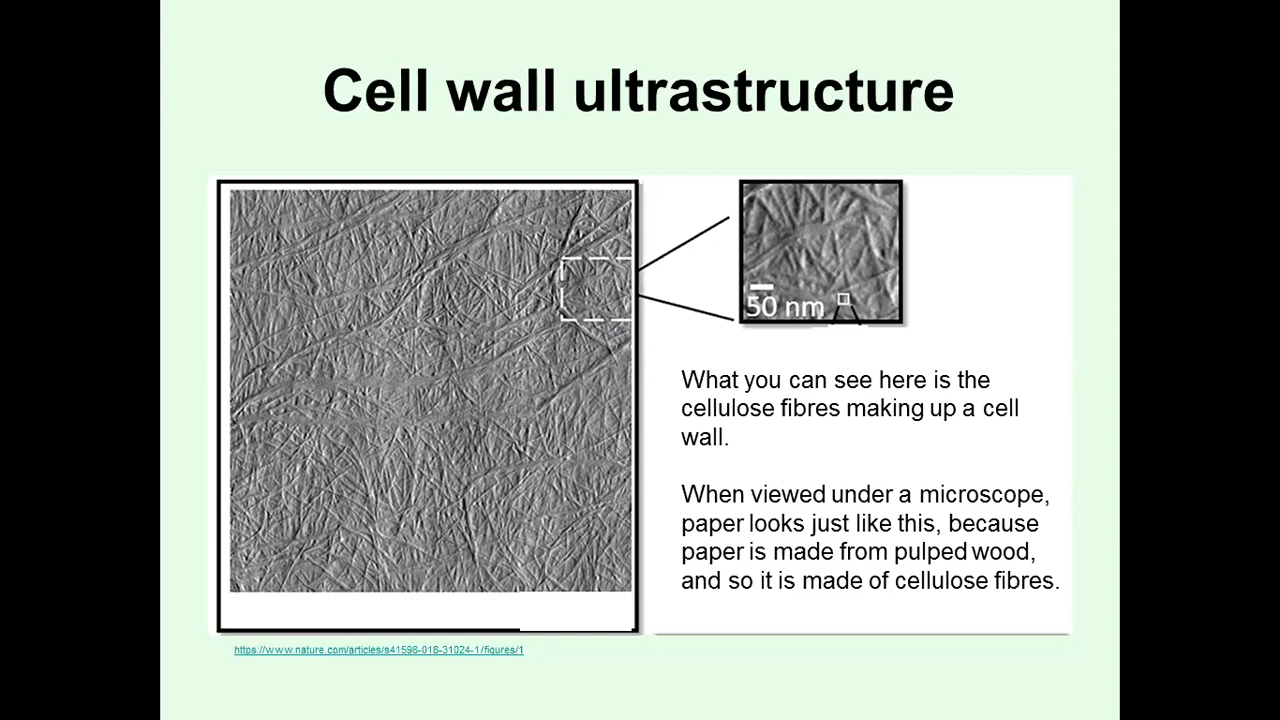 Cell wall ultrastructure
50 nm
What you can see here is the
cellulose fibres making up a cell
wall.
When viewed under a microscope,
paper looks just like this, because
paper is made from pulped wood,
and so it is made of cellulose fibres.
https://www.nature.com/articles/s41598-018-31024-1/figures/1